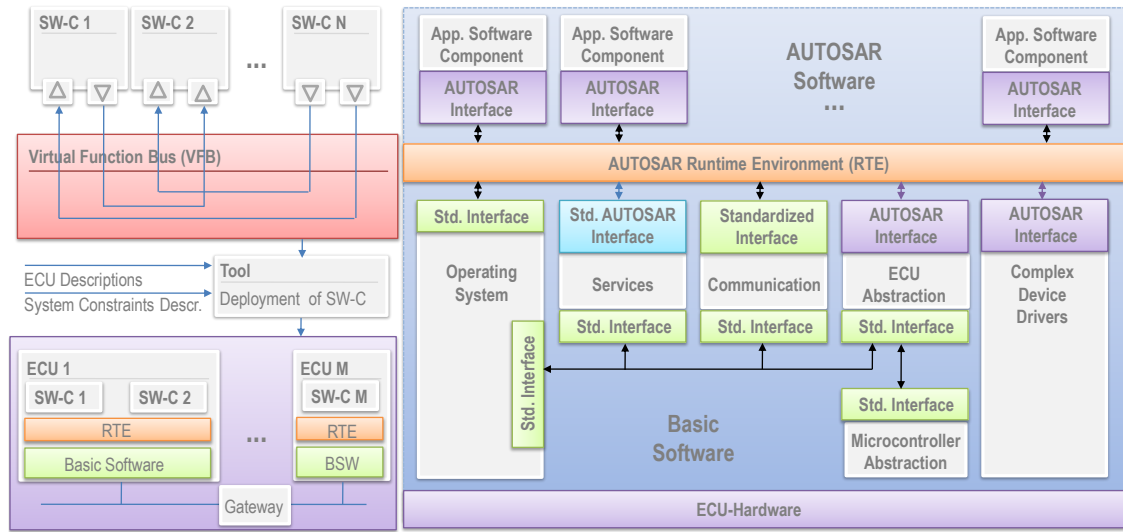 SW-C 1
SW-C 2
...
SW-C N
Virtual Function Bus (VFB)
ECU Descriptions
System Constraints Descr.
Tool
Deployment of SW-C
ECU 1
SW-C 1
SW-C 2
RTE
Basic Software
...
ECU M
SW-C M
RTE
BSW
Gateway
App. Software
Component
AUTOSAR
Interface
App. Software
Component
AUTOSAR
Interface
AUTOSAR
Software
...
App. Software
Component
AUTOSAR
Interface
AUTOSAR Runtime Environment (RTE)
Std. Interface
Operating
System
Std. Interface
Std. AUTOSAR
Interface
Services
Std. Interface
Standardized
Interface
Communication
Std. Interface
AUTOSAR
Interface
ECU
Abstraction
Std. Interface
Std. Interface
Microcontroller
Abstraction
AUTOSAR
Interface
Complex
Device
Drivers
Basic
Software
ECU-Hardware